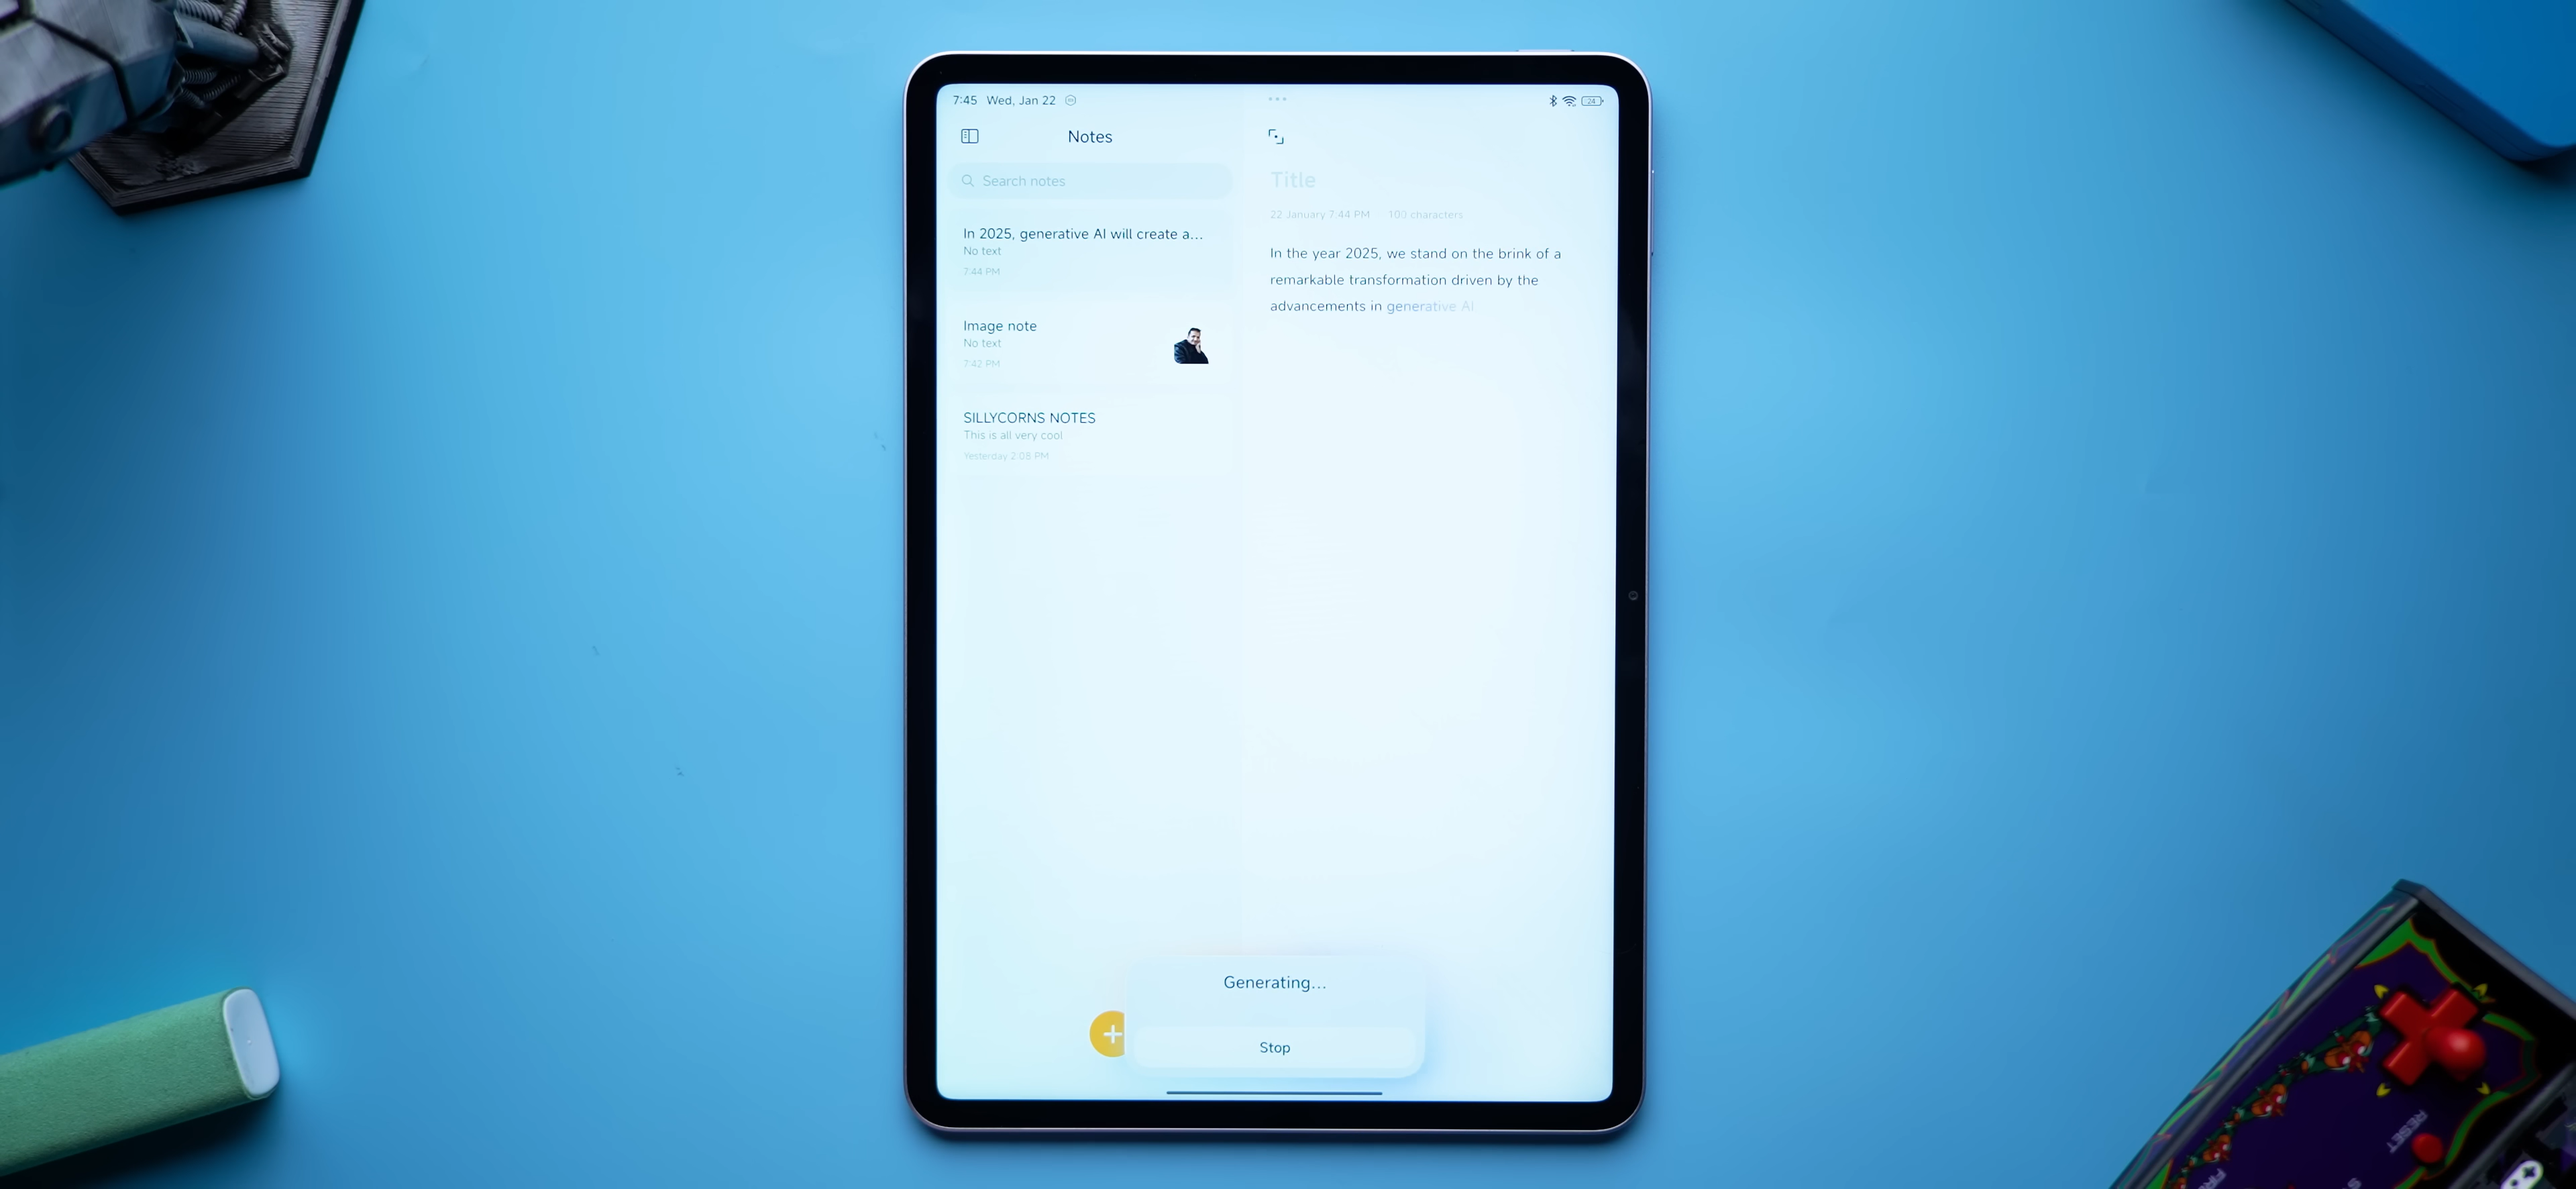 7:45 Wed, Jan 22
24
Notes
Search notes
In 2025, generative AI will create a...
No text
7:44 PM
Image note
No text
7:42 PM
SILLYCORNS NOTES
This is all very cool
Yesterday 2:08 PM
Title
22 January 7:44 PM 100 characters
In the year 2025, we stand on the brink of a
remarkable transformation driven by the
advancements in generative AI
Generating...
Stop
RESET